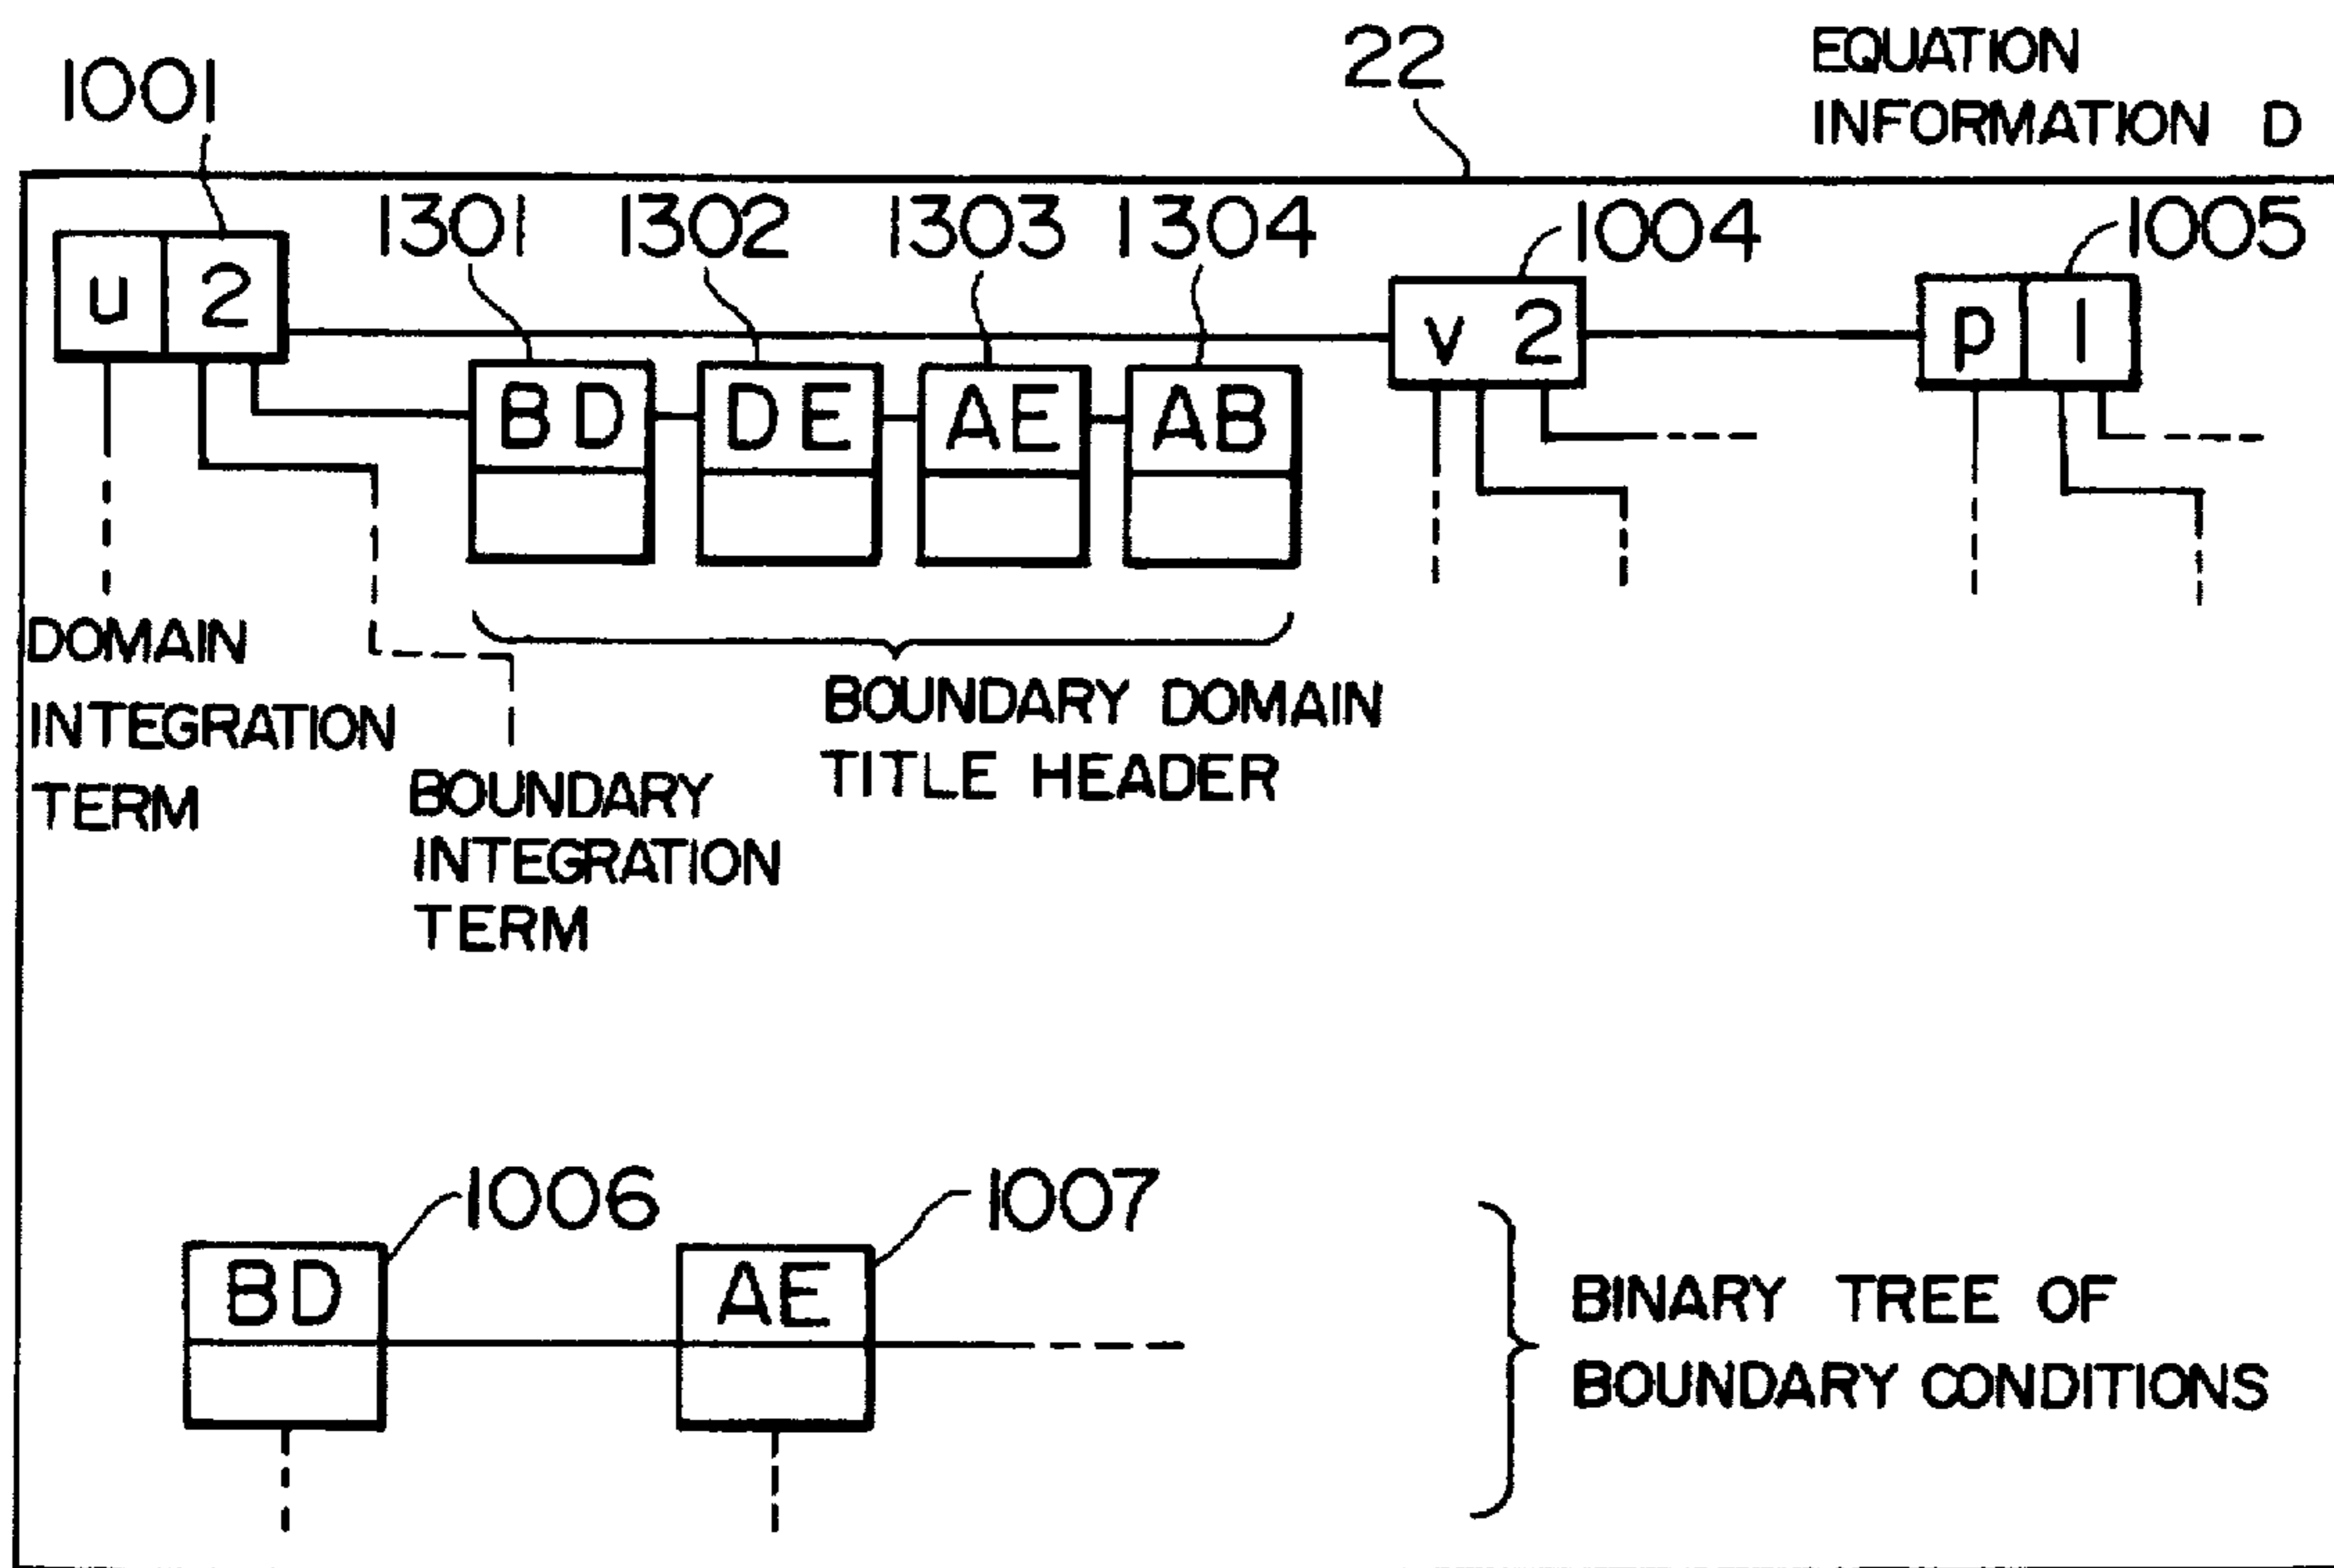 22
EQUATION
INFORMATION D
1001
1301
1302
1303
1304
1004
1005
u 2
v 2
p 1
BD
DE
AE
AB
DOMAIN
INTEGRATION
TERM
BOUNDARY
INTEGRATION
TERM
BOUNDARY DOMAIN
TITLE HEADER
1006
1007
BD
AE
BINARY TREE OF
BOUNDARY CONDITIONS